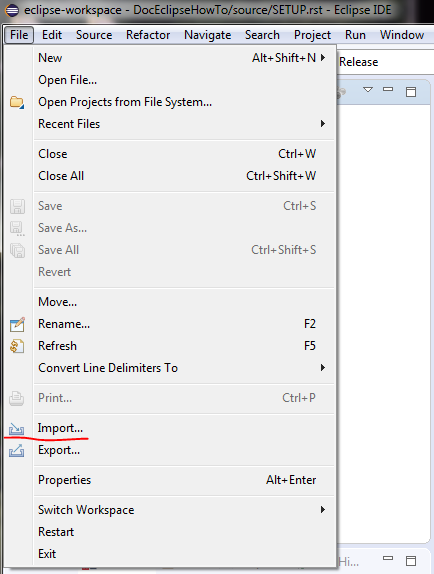 eclipse-workspace - DocEclipseHowTo/source/SETUP.rst - Eclipse IDE
File Edit Source Refactor Navigate Search Project Run Window
New Alt+Shift+N
Release
Open File...
Open Projects from File System...
Recent Files
Close Ctrl+W
Close All Ctrl+Shift+W
Save Ctrl+S
Save As...
Save All Ctrl+Shift+S
Revert
Move...
Rename... F2
Refresh F5
Convert Line Delimiters To
Print... Ctrl+P
Import...
Export...
Properties Alt+Enter
Switch Workspace
Restart
Exit
Hi...